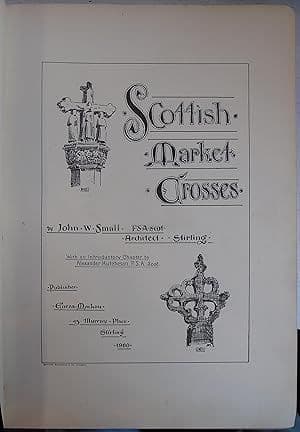 Scottish
Market
Crosses.
by John·W·Small F.S.A. Scot
Architect Stirling
With an Introductory Chapter by
Alexander Hutcheson, F.S.A. Scot.
Publisher
Eneas Mackay
43 Murray Place
Stirling
1900